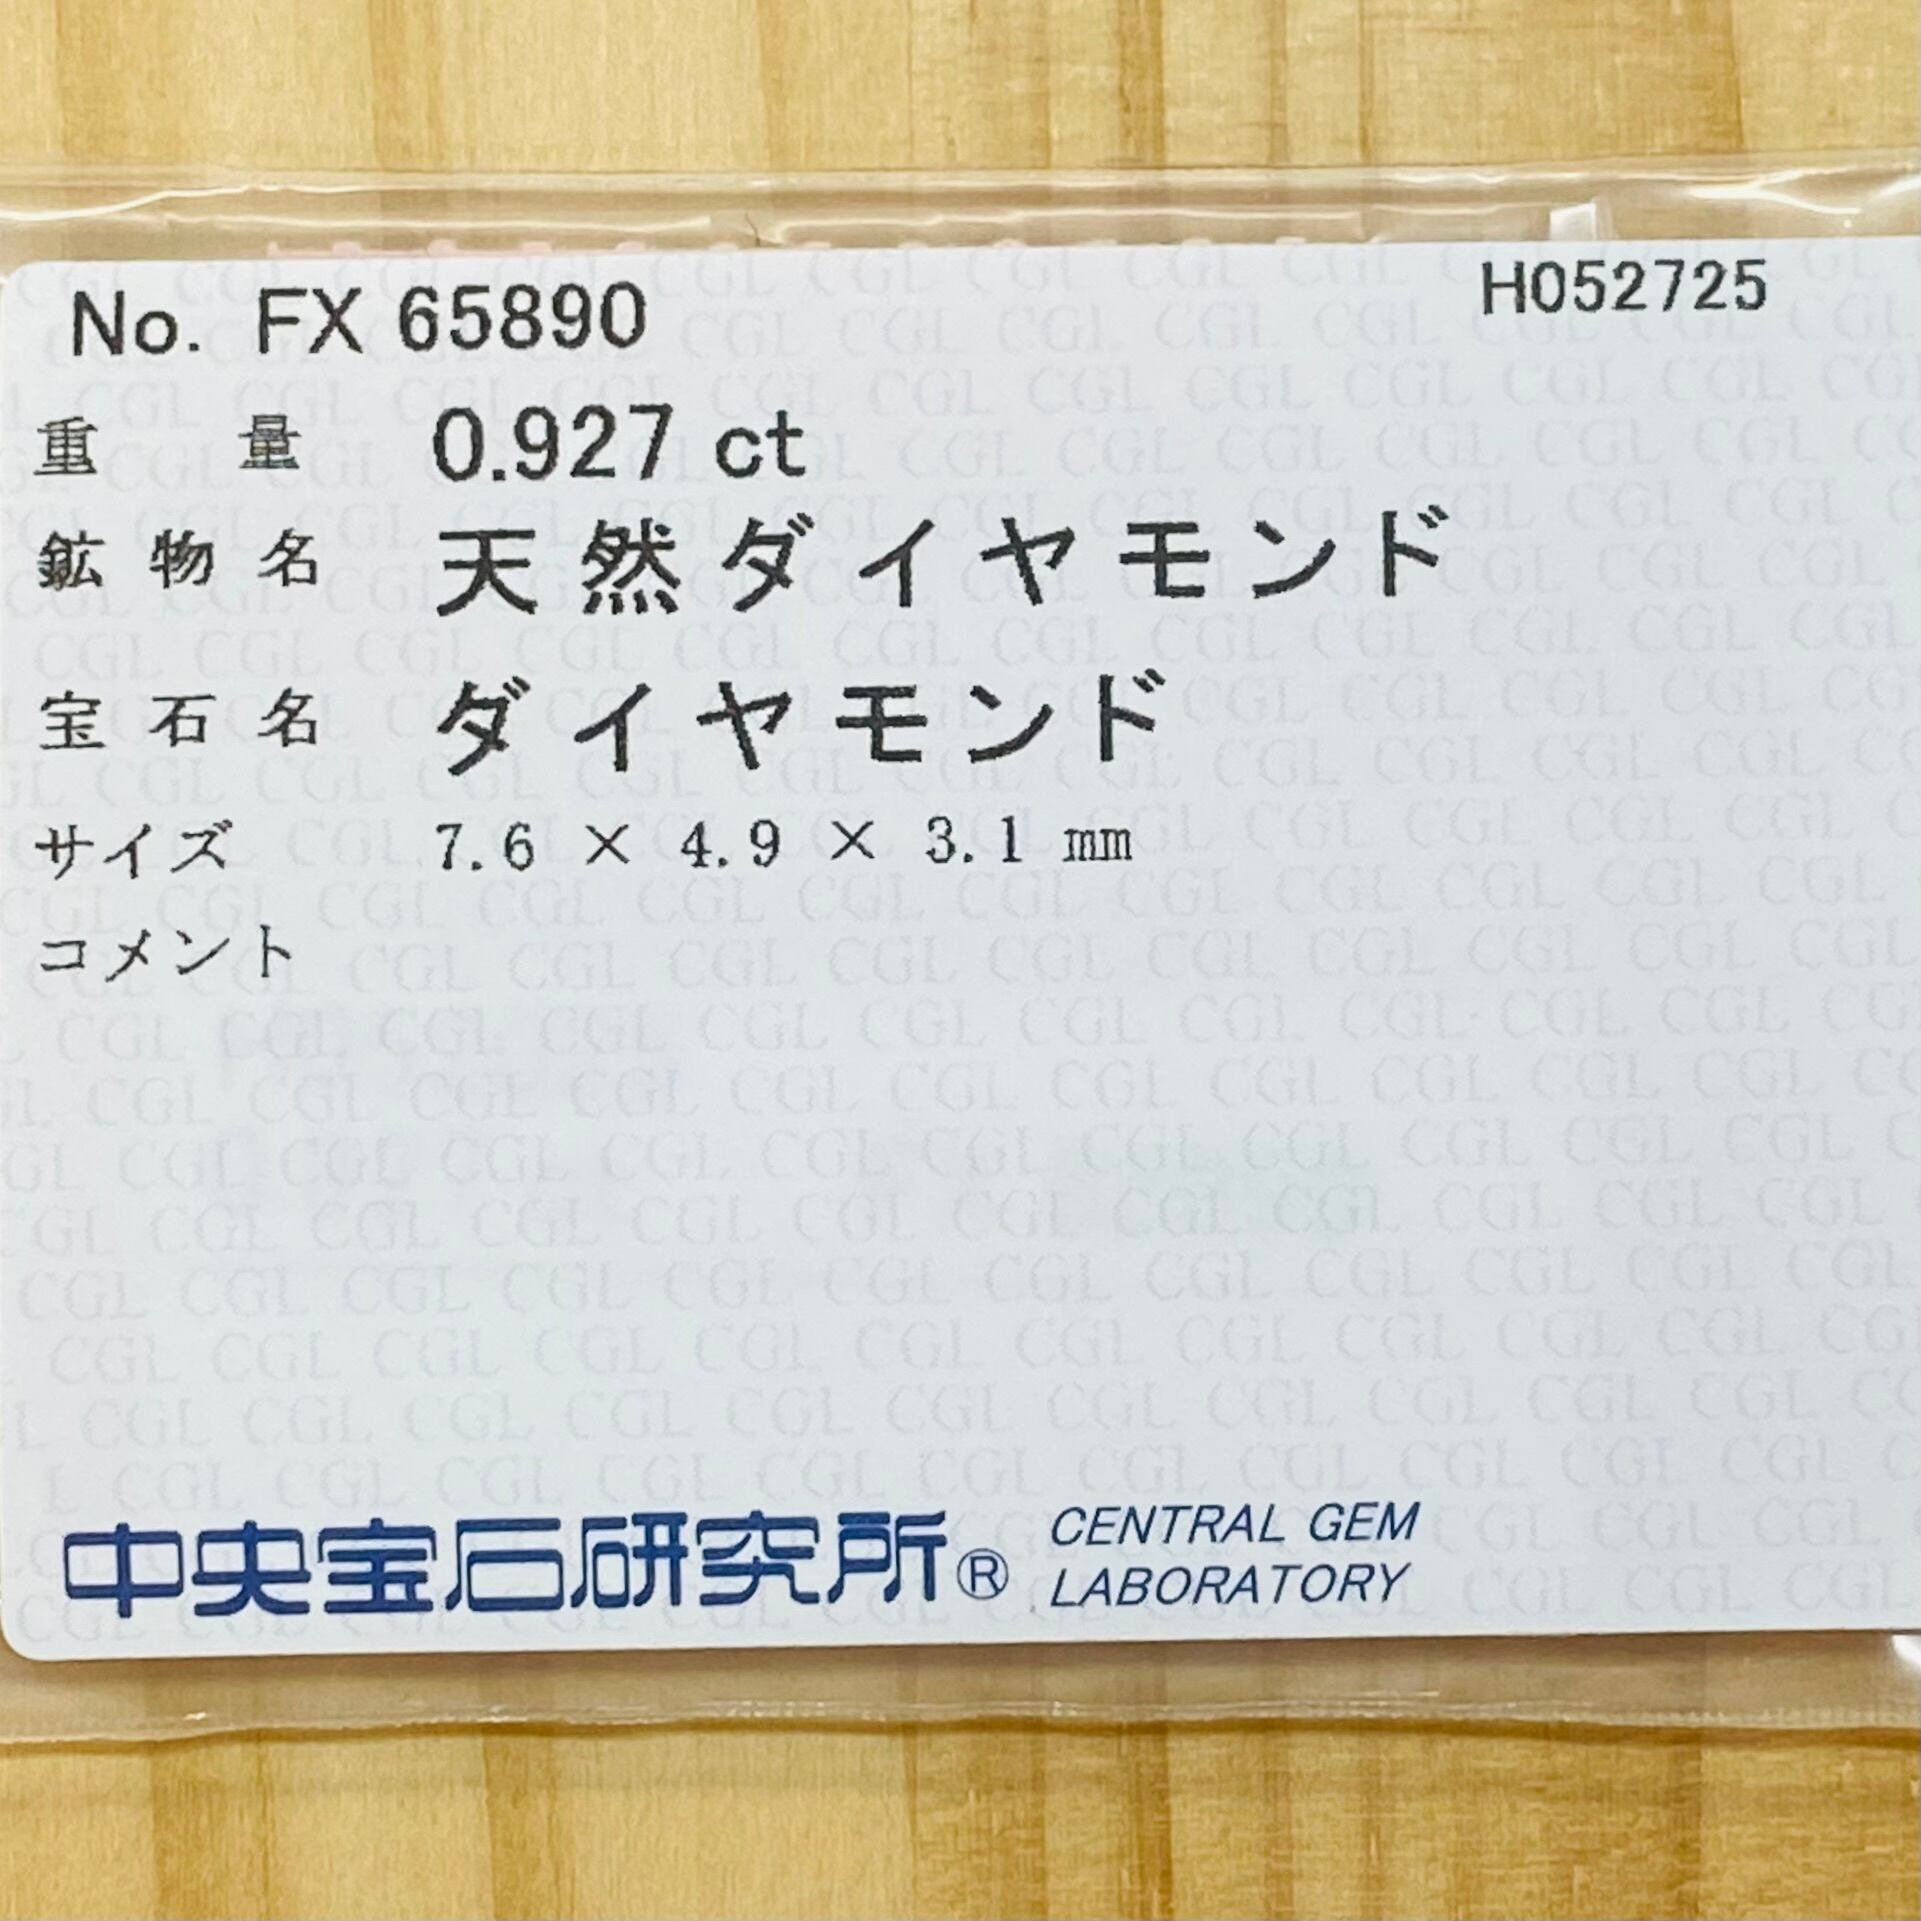 No. FX 65890 H052725
重量 0.927 ct
鉱物名 天然ダイヤモンド
宝石名 ダイヤモンド
サイズ 7.6 × 4.9 × 3.1 mm
コメント
中央宝石研究所® CENTRAL GEM
LABORATORY